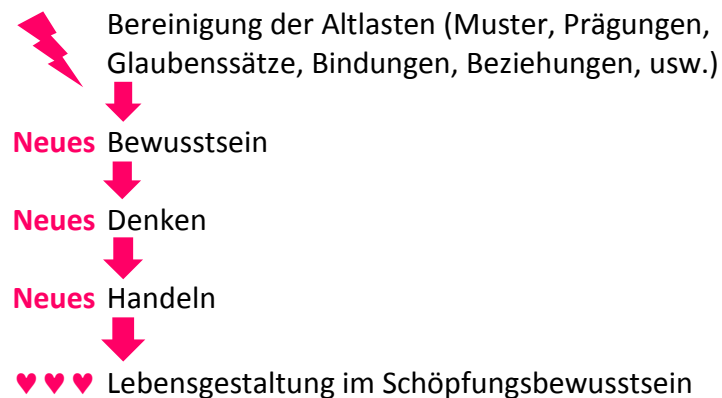 Bereinigung der Altlasten (Muster, Prägungen,
Glaubenssätze, Bindungen, Beziehungen, usw.)
Neues Bewusstsein
Neues Denken
Neues Handeln
♥ ♥ ♥ Lebensgestaltung im Schöpfungsbewusstsein